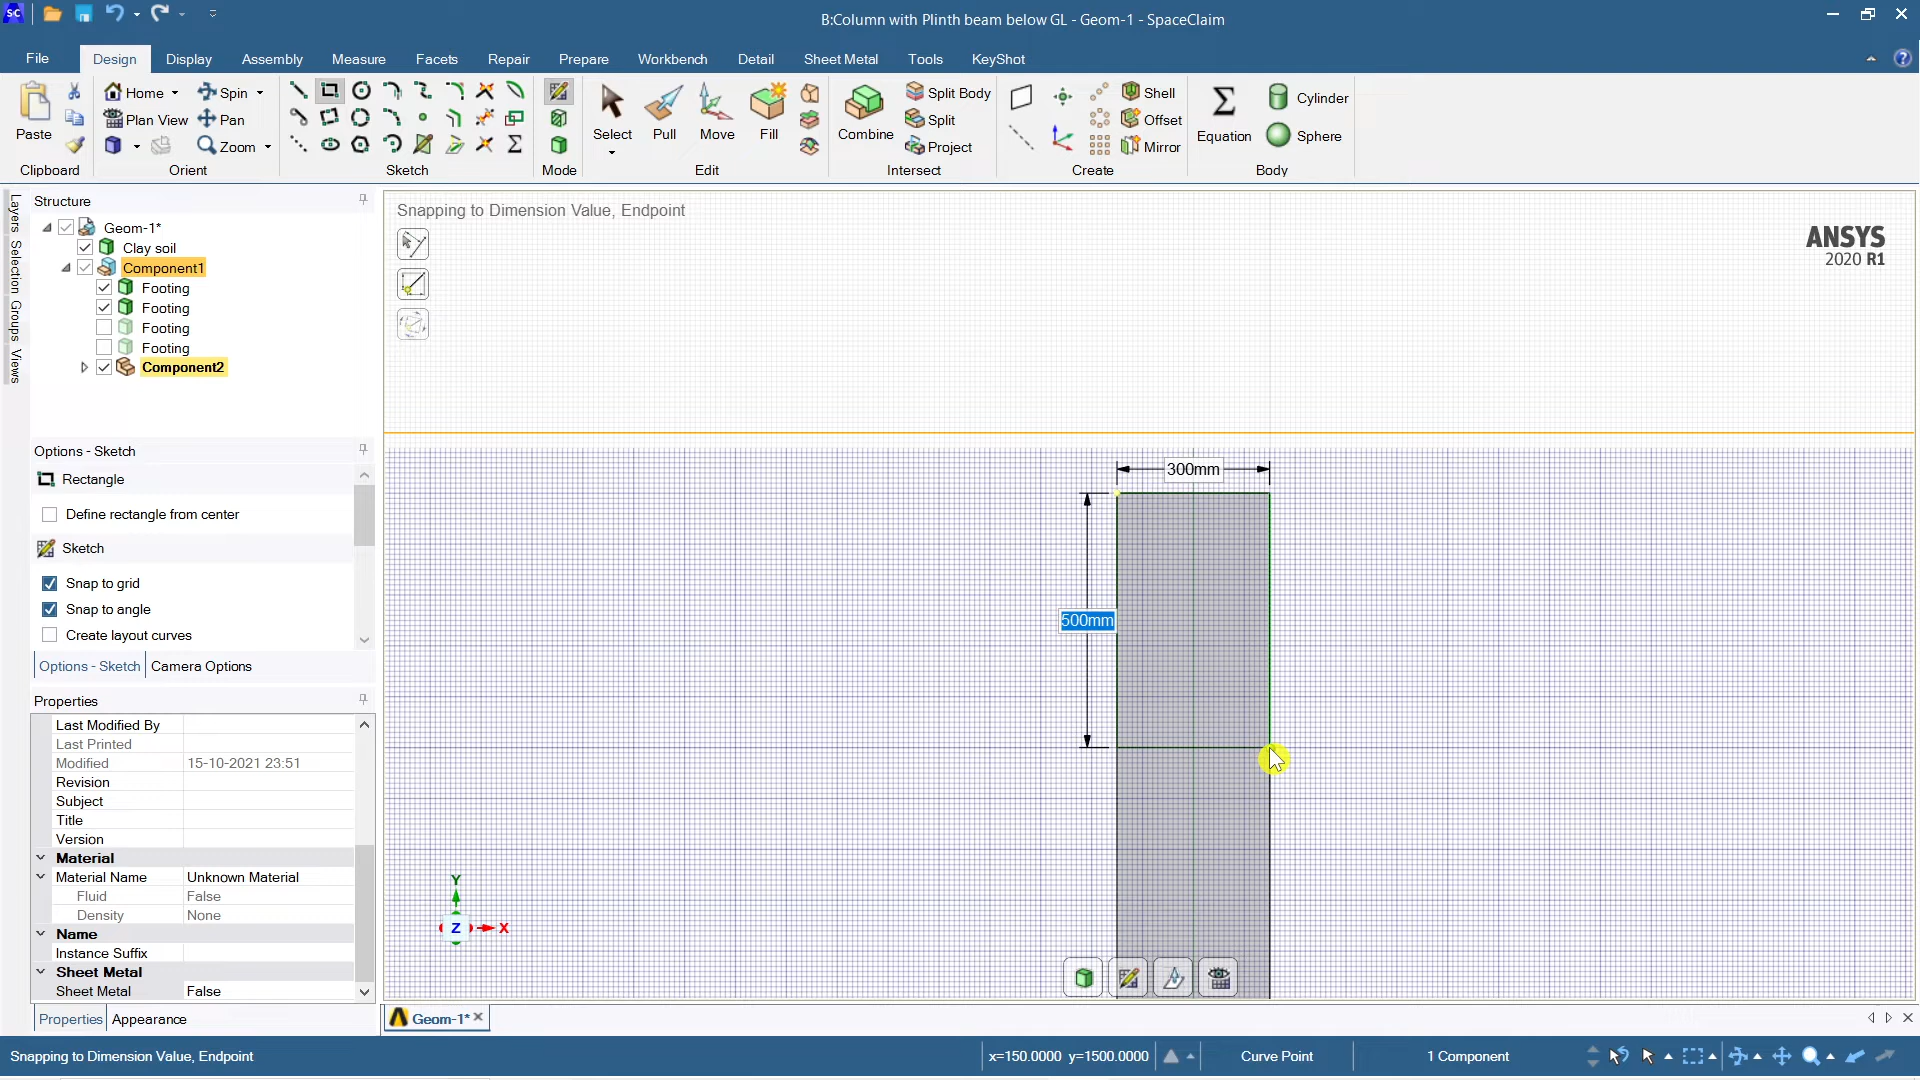 SC
B:Column with Plinth beam below GL - Geom-1 - SpaceClaim
File
Design
Display
Assembly
Measure
Facets
Repair
Prepare
Workbench
Detail
Sheet Metal
Tools
KeyShot
Paste
Clipboard
Home
Spin
Plan View
Pan
Zoom
Orient
Sketch
Mode
Select
Pull
Move
Fill
Edit
Combine
Split Body
Split
Project
Intersect
Shell
Offset
Mirror
Create
Equation
Cylinder
Sphere
Body
Layers
Selection
Groups
Views
Structure
Geom-1*
Clay soil
Component1
Footing
Footing
Footing
Footing
Component2
Options - Sketch
Rectangle
Define rectangle from center
Sketch
Snap to grid
Snap to angle
Create layout curves
Options - Sketch
Camera Options
Properties
Last Modified By
Last Printed
Modified 15-10-2021 23:51
Revision
Subject
Title
Version
Material
Material Name Unknown Material
Fluid False
Density None
Name
Instance Suffix
Sheet Metal
Sheet Metal False
Properties
Appearance
Snapping to Dimension Value, Endpoint
ANSYS
2020 R1
300mm
500mm
Y
Z
X
Geom-1*
Snapping to Dimension Value, Endpoint
x=150.0000 y=1500.0000
Curve Point
1 Component